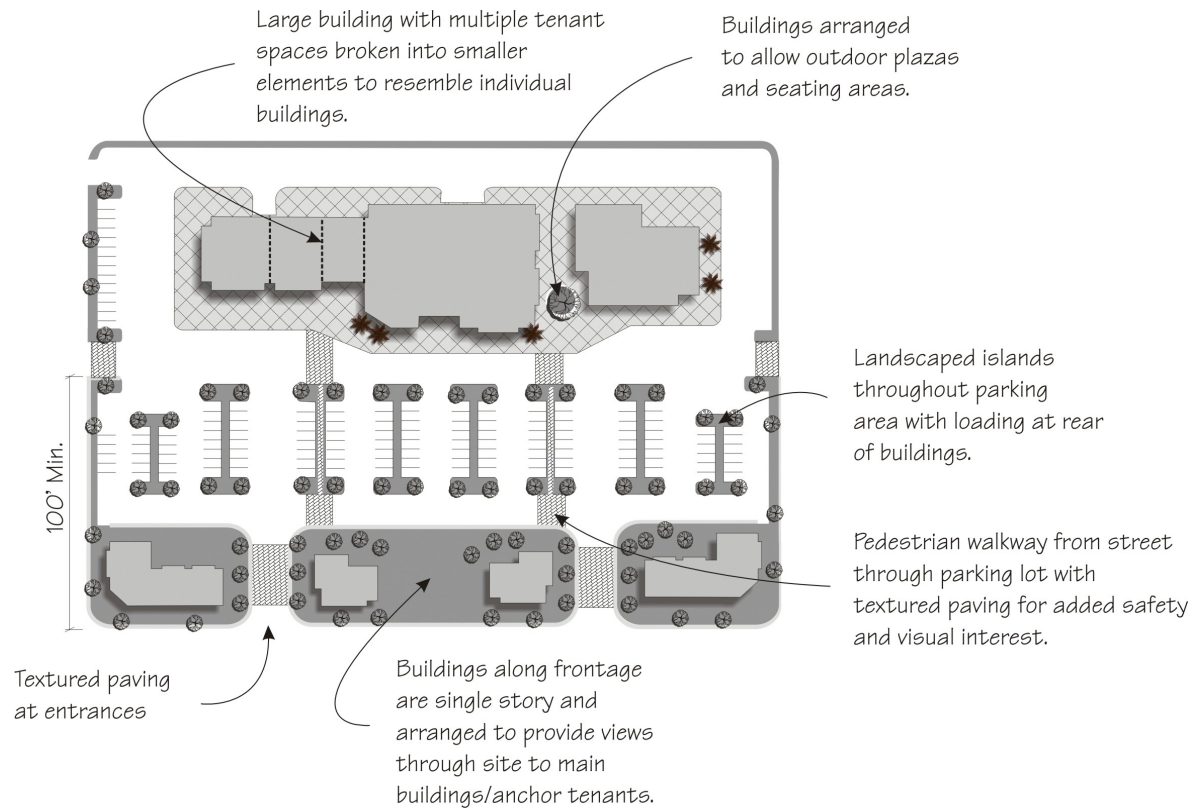 Large building with multiple tenant
spaces broken into smaller
elements to resemble individual
buildings.
Buildings arranged
to allow outdoor plazas
and seating areas.
Landscaped islands
throughout parking
area with loading at rear
of buildings.
100' Min.
Pedestrian walkway from street
through parking lot with
textured paving for added safety
and visual interest.
Textured paving
at entrances
Buildings along frontage
are single story and
arranged to provide views
through site to main
buildings/anchor tenants.